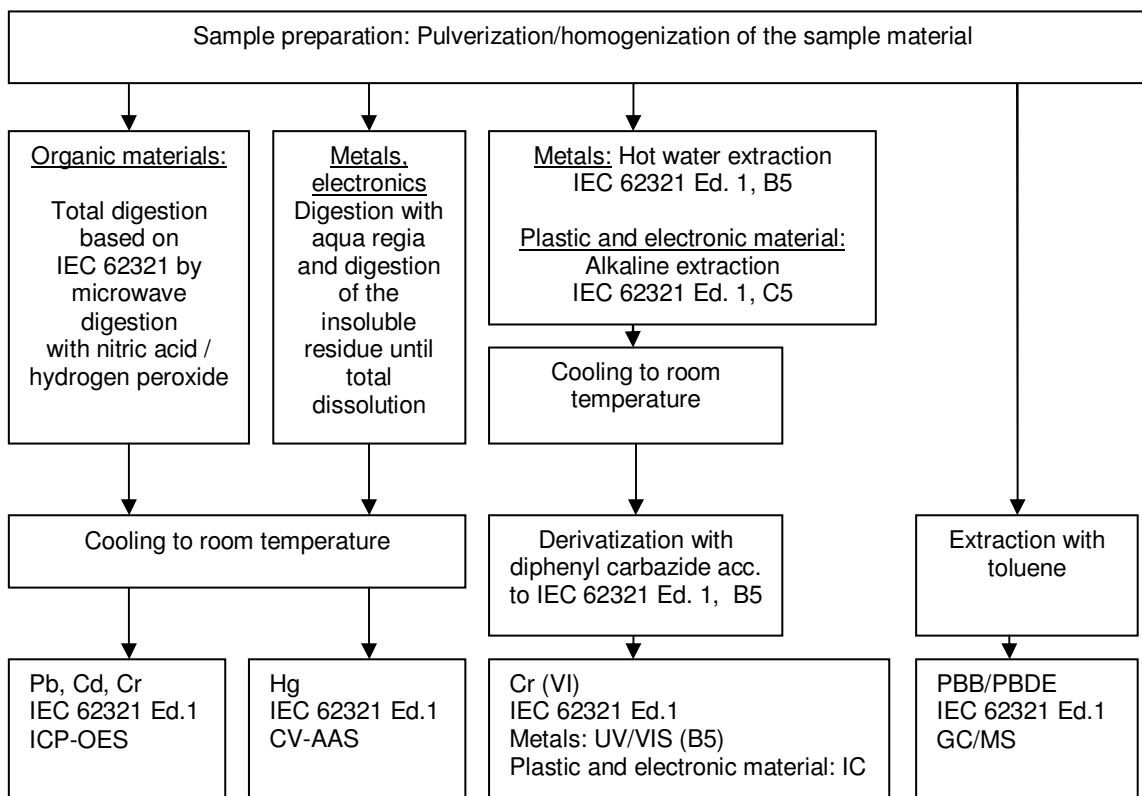 Sample preparation: Pulverization/homogenization of the sample material
Organic materials:
Total digestion
based on
IEC 62321 by
microwave
digestion
with nitric acid /
hydrogen peroxide
Metals,
electronics
Digestion with
aqua regia
and digestion
of the
insoluble
residue until
total
dissolution
Metals: Hot water extraction
IEC 62321 Ed. 1, B5
Plastic and electronic material:
Alkaline extraction
IEC 62321 Ed. 1, C5
Cooling to room
temperature
Cooling to room temperature
Derivatization with
diphenyl carbazide acc.
to IEC 62321 Ed. 1, B5
Extraction with
toluene
Pb, Cd, Cr
IEC 62321 Ed.1
ICP-OES
Hg
IEC 62321 Ed.1
CV-AAS
Cr (VI)
IEC 62321 Ed.1
Metals: UV/VIS (B5)
Plastic and electronic material: IC
PBB/PBDE
IEC 62321 Ed.1
GC/MS